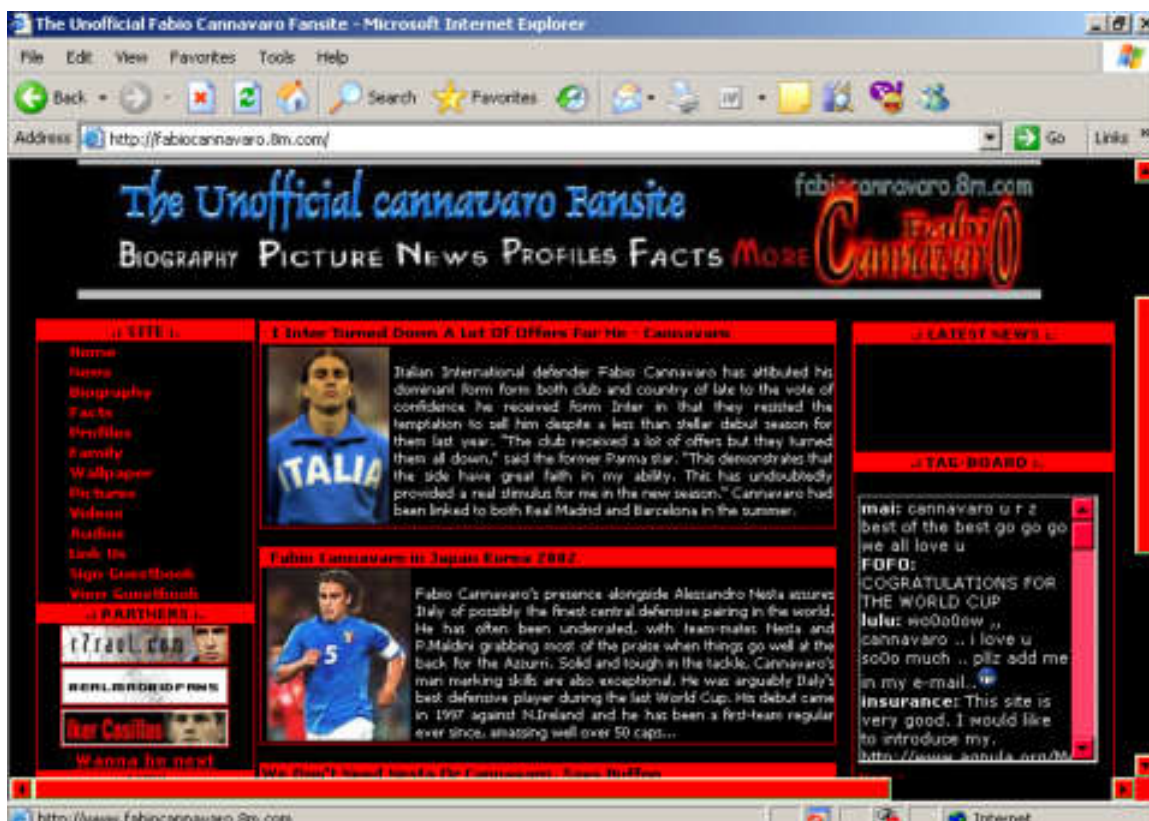 The Unofficial Fabio Cannavaro Fansite - Microsoft Internet Explorer
File Edit View Favorites Tools Help
Back Search Favorites
Address http://fabiocannavaro.8m.com/ Go Links
The Unofficial cannavaro Fansite
fabiocannavaro.8m.com
Biography Picture News Profiles Facts More
Fabio
Cannavaro
.: SITE :.
Home
News
Biography
Facts
Profiles
Family
Wallpaper
Pictures
Videos
Audios
Link Us
Sign Guestbook
View Guestbook
.: PARTNERS :.
r7rael.com
REALMADRIDFANS
Iker Casillas
Wanna be next
Inter Turned Down A Lot Of Offers For Me - Cannavaro
Italian International defender Fabio Cannavaro has attibuted his
dominant form form both club and country of late to the vote of
confidence he received form Inter in that they resisted the
temptation to sell him despite a less than stellar debut season for
them last year. "The club received a lot of offers but they turned
them all down," said the former Parma star. "This demonstrates that
the side have great faith in my ability. This has undoubtedly
provided a real stimulus for me in the new season." Cannavaro had
been linked to both Real Madrid and Barcelona in the summer.
ITALIA
Fabio Cannavaro in Japan Korea 2002
Fabio Cannavaro's presence alongside Alessandro Nesta assures
Italy of possibly the finest central defensive pairing in the world.
He has often been underrated, with team-mates Nesta and
P.Maldini grabbing most of the praise when things go well at the
back for the Azzurri. Solid and tough in the tackle, Cannavaro's
man marking skills are also exceptional. He was arguably Italy's
best defensive player during the last World Cup. His debut came
in 1997 against N.Ireland and he has been a first-team regular
ever since, amassing well over 50 caps...
5
We Don't Need Nesta Or Cannavaro, Says Buffon
.: LATEST NEWS :.
.: TAG-BOARD :.
mai: cannavaro u r z
best of the best go go go
we all love u
FOFO:
COGRATULATIONS FOR
THE WORLD CUP
lulu: wo0o0ow ,,
cannavaro .. i love u
so0o much .. pllz add me
in my e-mail..
insurance: This site is
very good. I would like
to introduce my.
http://www.
http://www.fabiocannavaro.8m.com
Internet